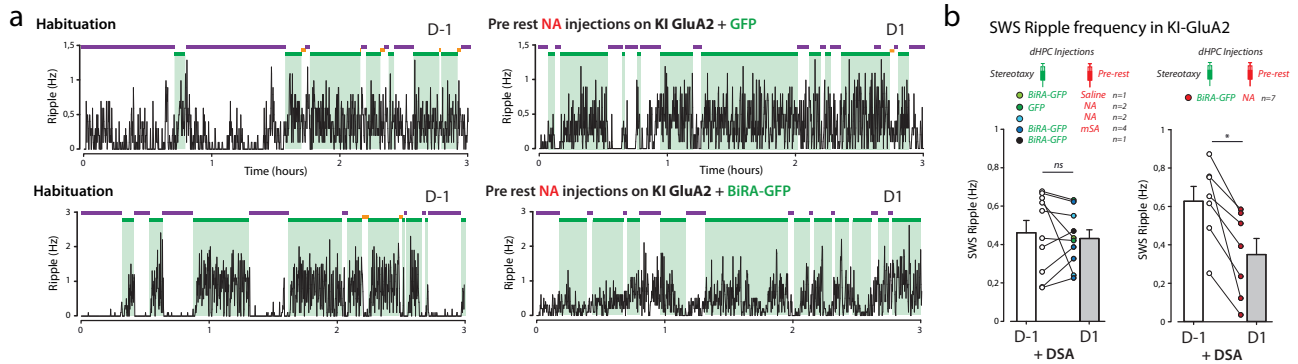 a
Habituation
D-1
Ripple (Hz)
1,5
1
0,5
0
0
1
2
3
Time (hours)
Pre rest NA injections on KI GluA2 + GFP
D1
Ripple (Hz)
1,5
1
0,5
0
0
1
2
3
Time (hours)
Habituation
D-1
Ripple (Hz)
3
2
1
0
0
1
2
3
Pre rest NA injections on KI GluA2 + BiRA-GFP
D1
Ripple (Hz)
3
2
1
0
0
1
2
3
b
SWS Ripple frequency in KI-GluA2
dHPC Injections
Stereotaxy Pre-rest
BiRA-GFP Saline n=1
GFP NA n=2
NA n=2
BiRA-GFP mSA n=4
BiRA-GFP n=1
SWS Ripple (Hz)
0,8
0,6
0,4
0,2
0
ns
D-1 D1
+ DSA
dHPC Injections
Stereotaxy Pre-rest
BiRA-GFP NA n=7
SWS Ripple (Hz)
0,8
0,6
0,4
0,2
0
*
D-1 D1
+ DSA